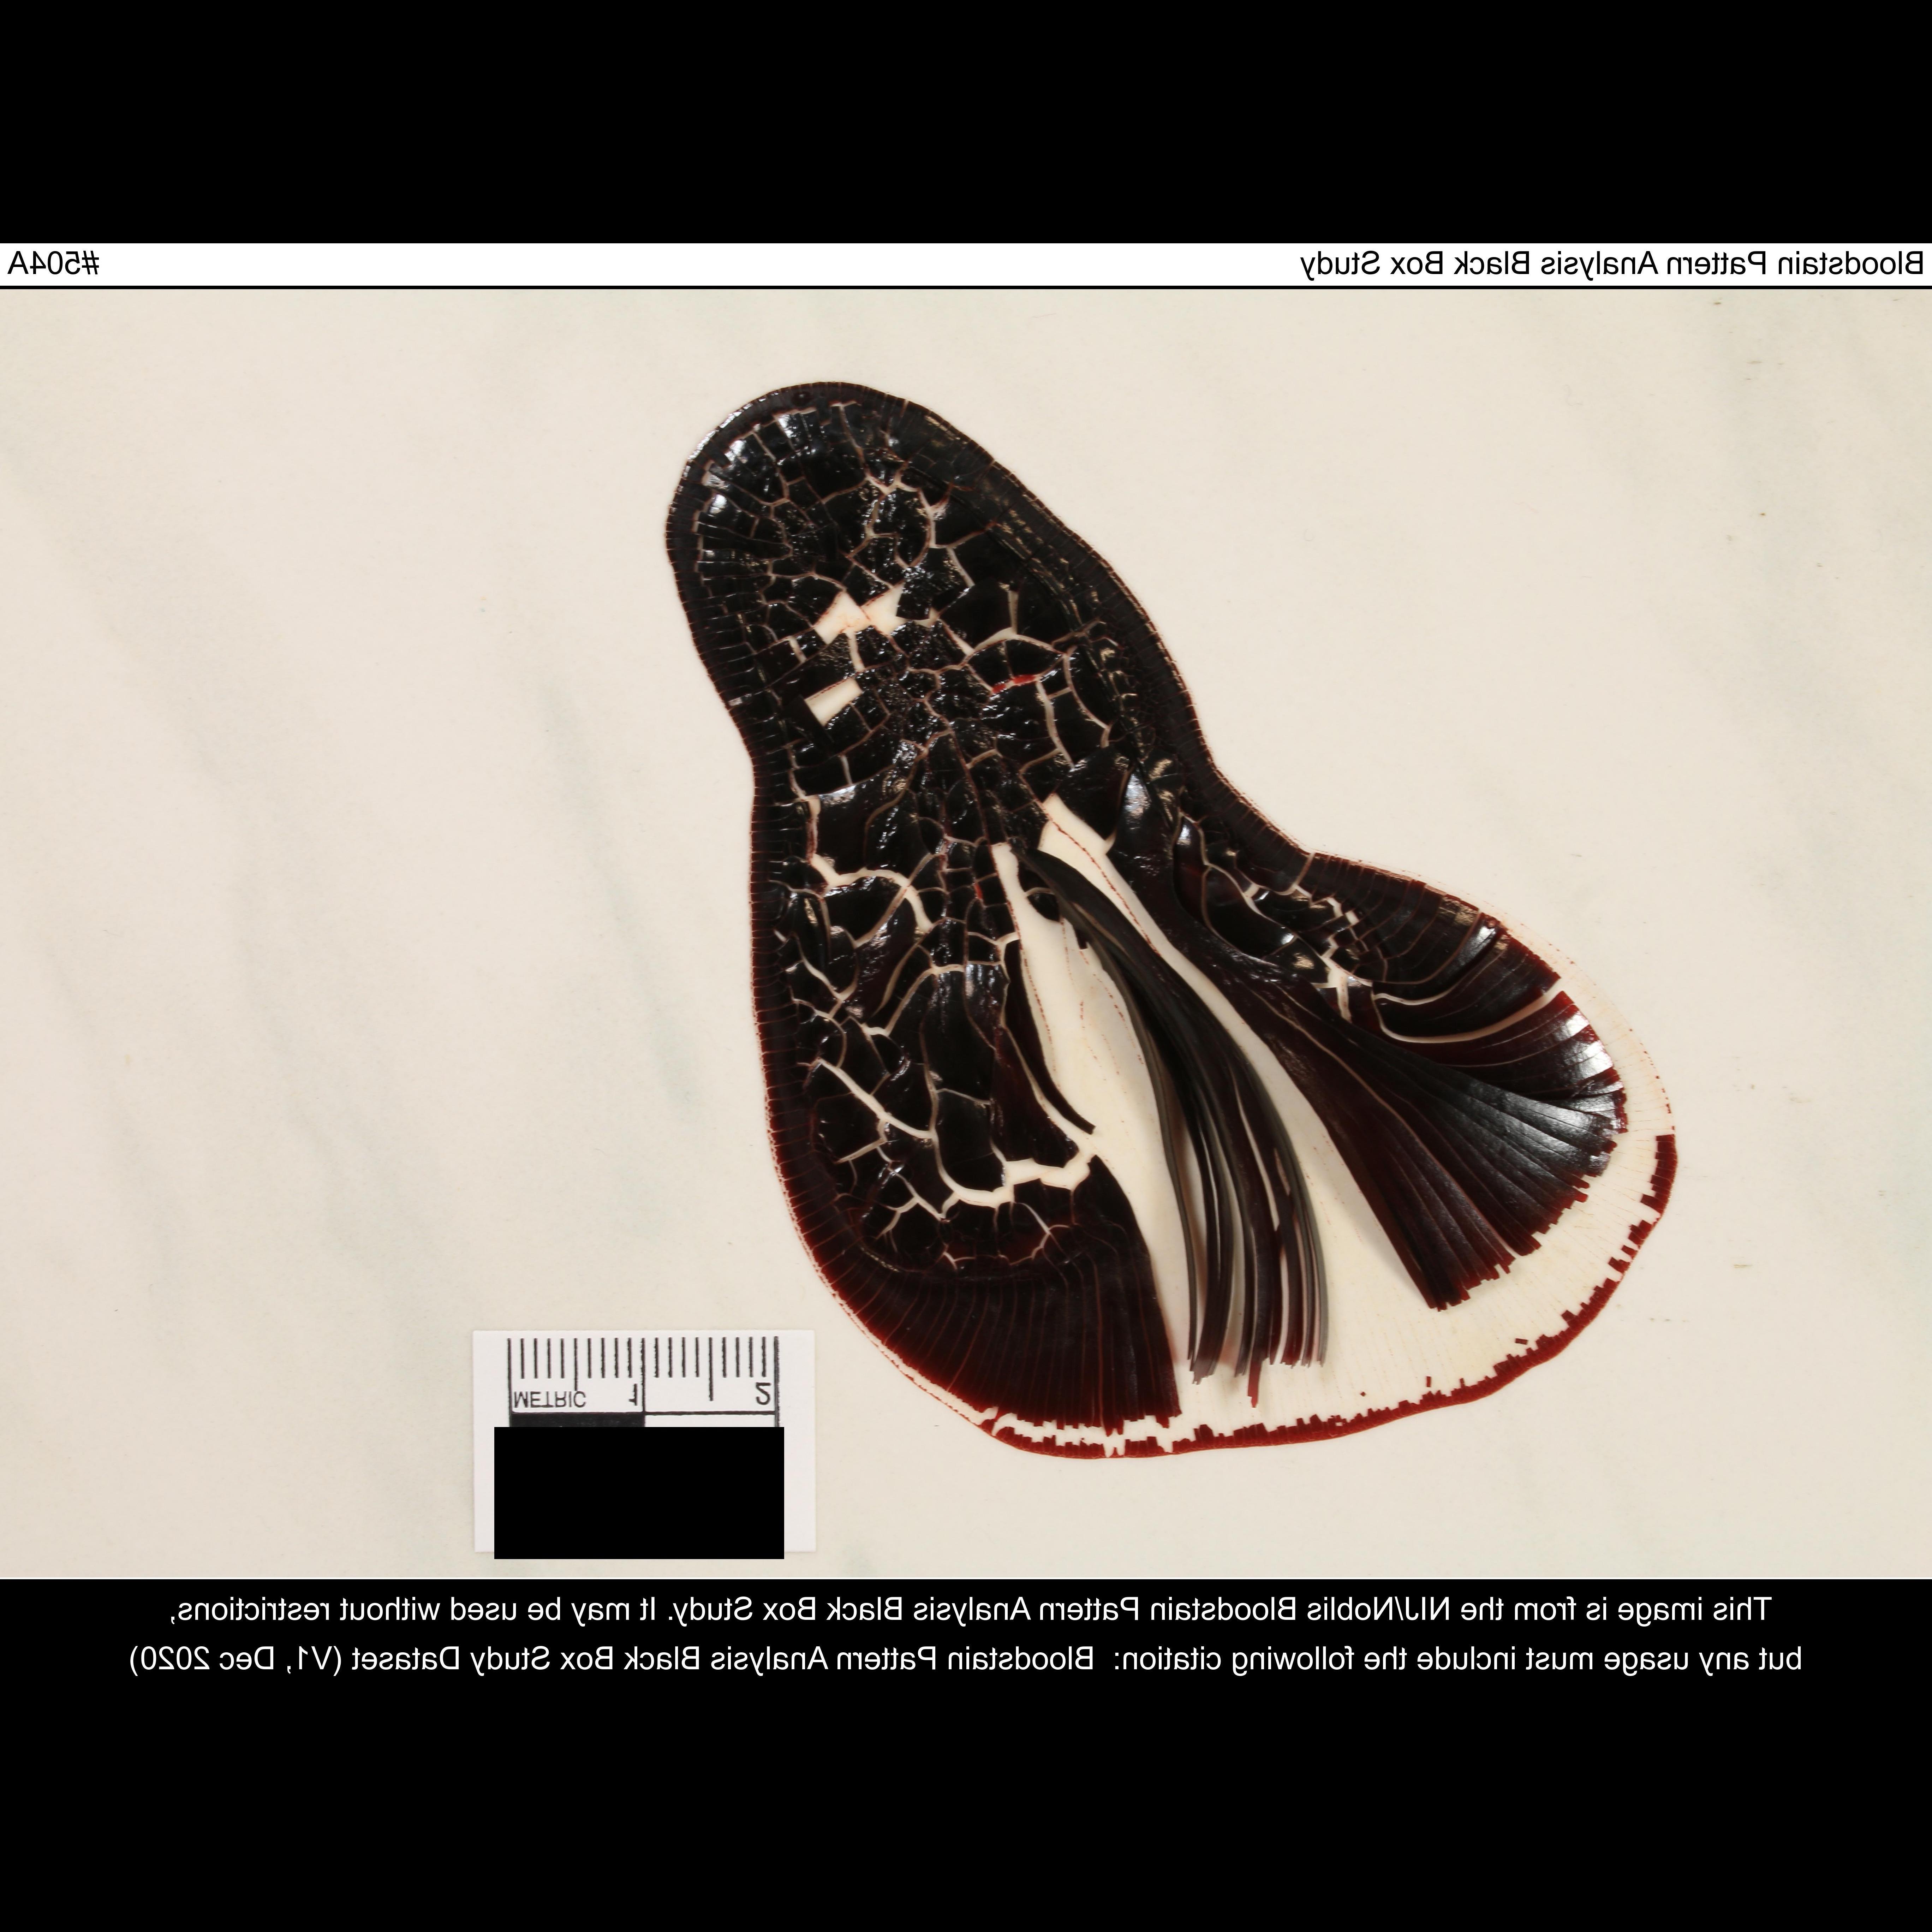 Bloodstain Pattern Analysis Black Box Study #504A
METRIC 1 2
This image is from the NIJ/Noblis Bloodstain Pattern Analysis Black Box Study. It may be used without restrictions,
but any usage must include the following citation: Bloodstain Pattern Analysis Black Box Study Dataset (V1, Dec 2020)